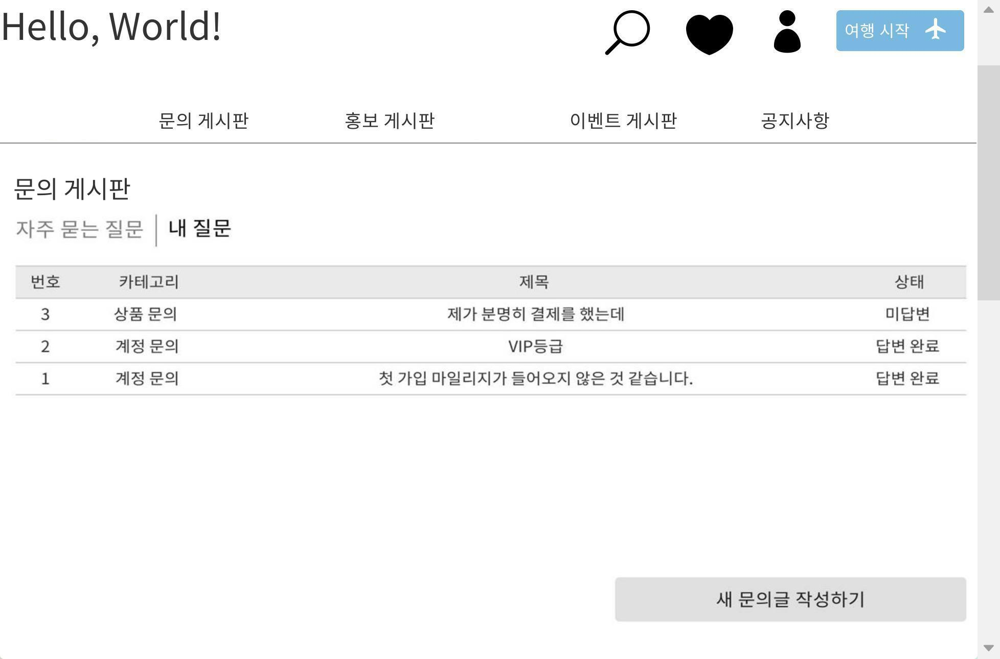 Hello, World!
여행 시작
문의 게시판 홍보 게시판 이벤트 게시판 공지사항
문의 게시판
자주 묻는 질문 내 질문
번호 카테고리 제목 상태
3 상품 문의 제가 분명히 결제를 했는데 미답변
2 계정 문의 VIP등급 답변 완료
1 계정 문의 첫 가입 마일리지가 들어오지 않은 것 같습니다. 답변 완료
새 문의글 작성하기